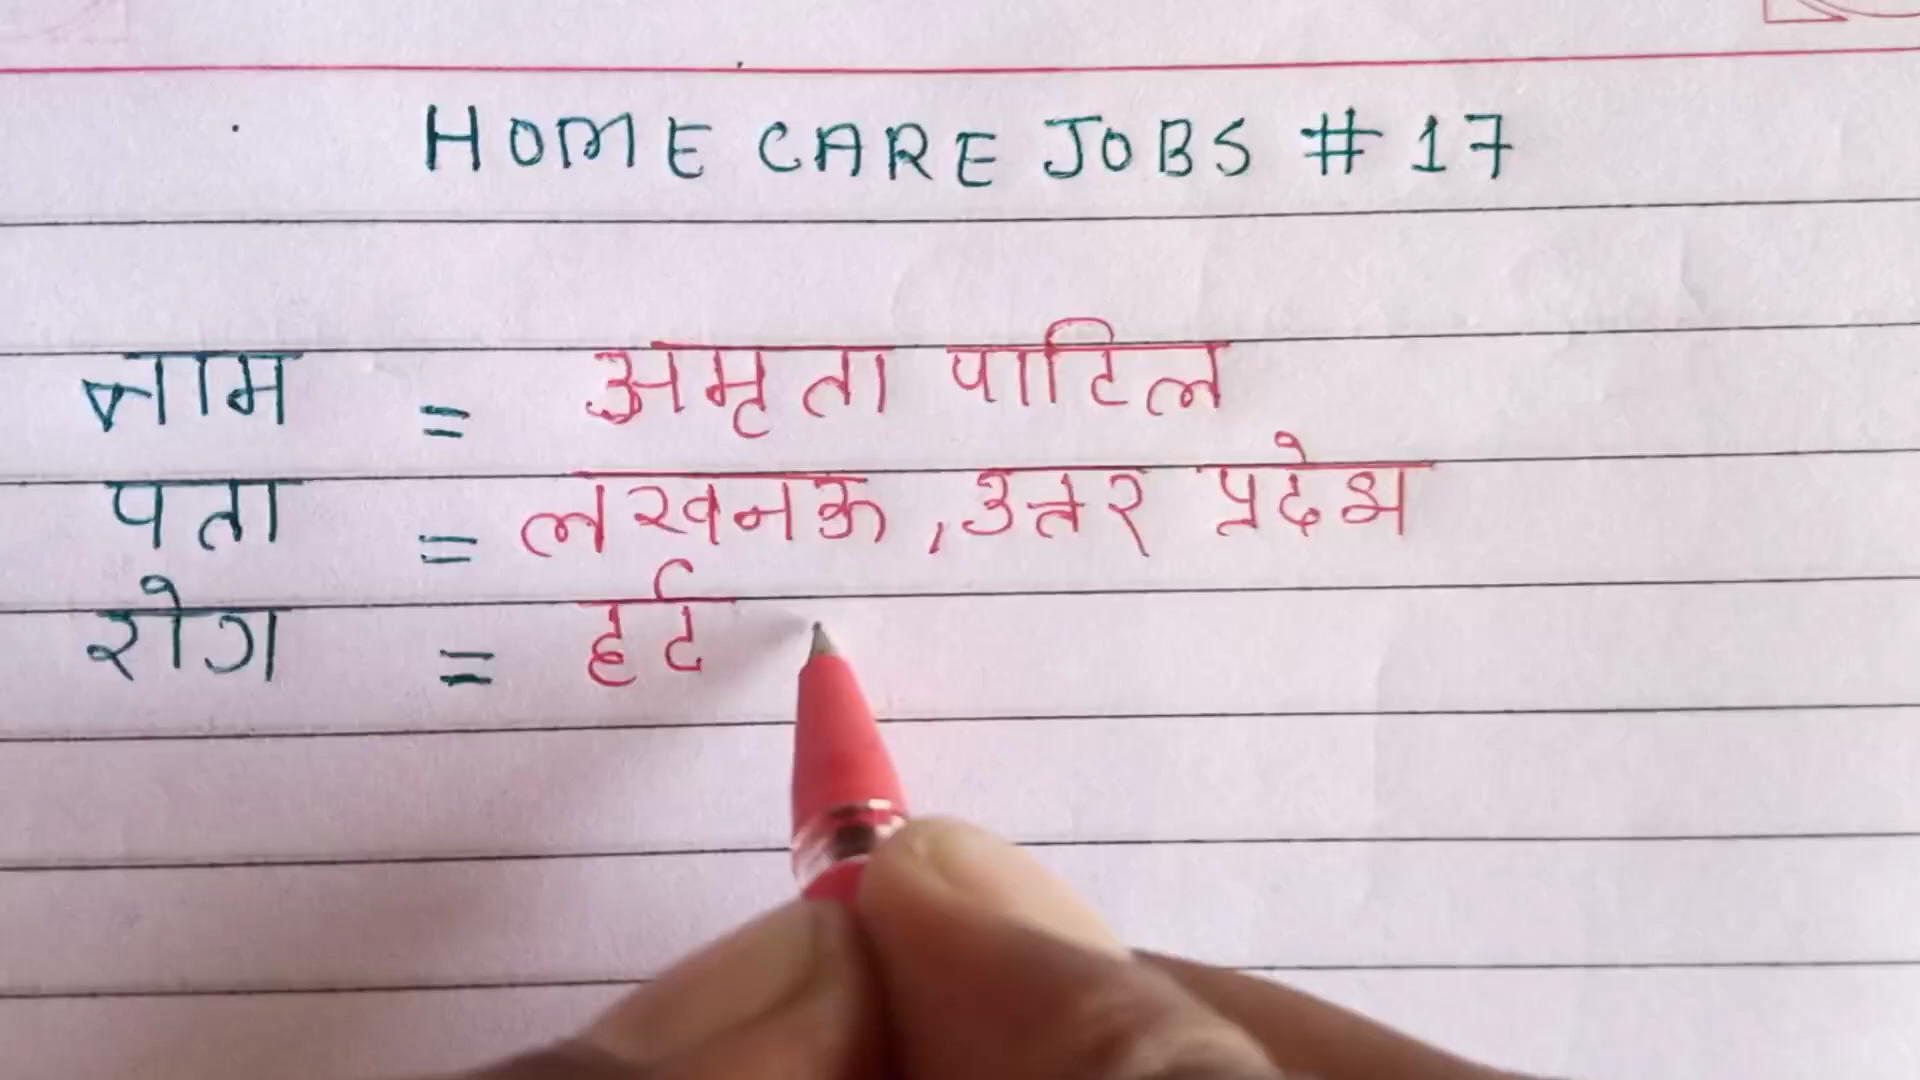 HOME CARE JOBS # 17
नाम = अमृता पाटिल
पता = लखनऊ, उत्तर प्रदेश
रोग = हर्ट